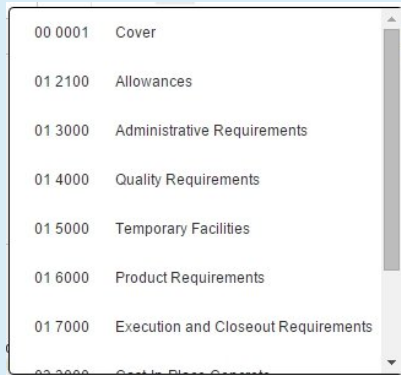 00 0001 Cover
01 2100 Allowances
01 3000 Administrative Requirements
01 4000 Quality Requirements
01 5000 Temporary Facilities
01 6000 Product Requirements
01 7000 Execution and Closeout Requirements